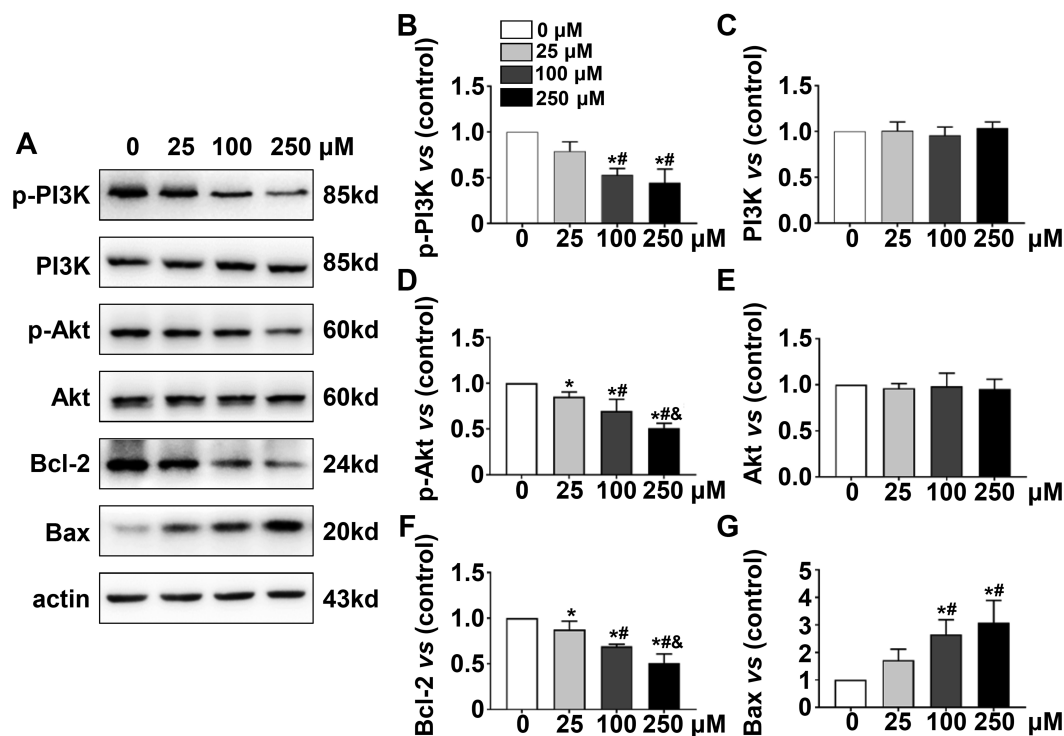 A
0 25 100 250 µM
p-PI3K 85kd
PI3K 85kd
p-Akt 60kd
Akt 60kd
Bcl-2 24kd
Bax 20kd
actin 43kd
B
0 µM
25 µM
100 µM
250 µM
p-PI3K vs (control)
1.5
1.0
0.5
0
*# *#
0 25 100 250 µM
C
PI3K vs (control)
1.5
1.0
0.5
0.0
0 25 100 250 µM
D
p-Akt vs (control)
1.5
1.0
0.5
0
* *# *#&
0 25 100 250 µM
E
Akt vs (control)
1.5
1.0
0.5
0.0
0 25 100 250 µM
F
Bcl-2 vs (control)
1.5
1.0
0.5
0
* *# *#&
0 25 100 250 µM
G
Bax vs (control)
5
4
3
2
1
0
*# *#
0 25 100 250 µM